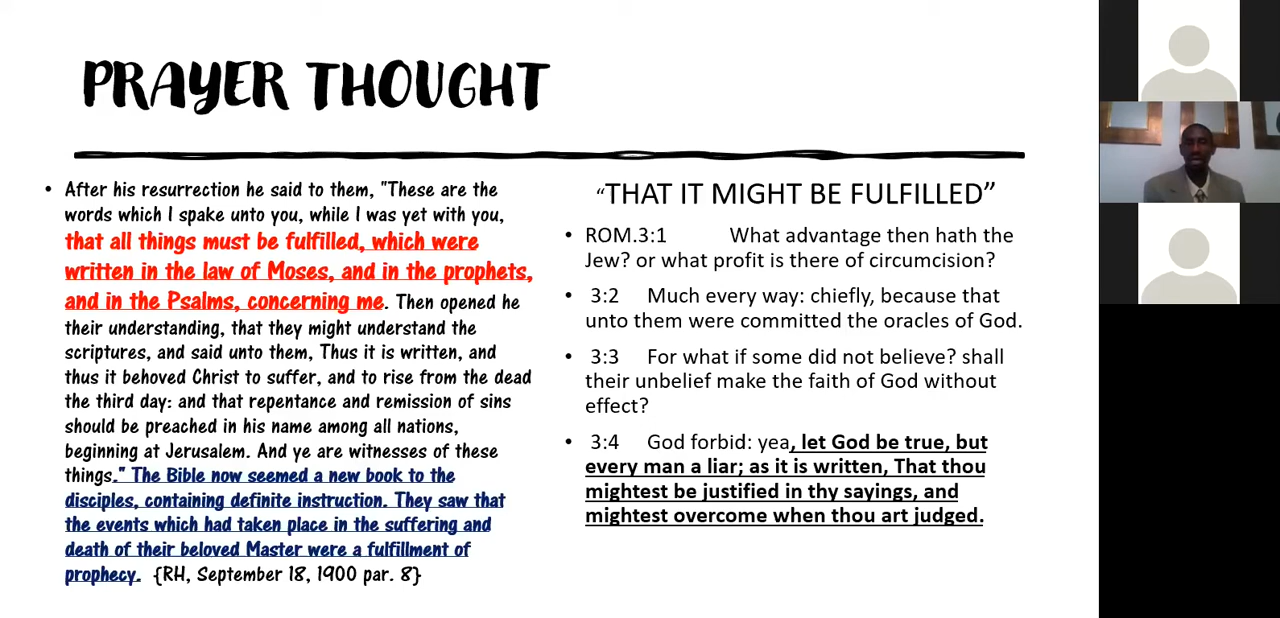 PRAYER THOUGHT
• After his resurrection he said to them, "These are the
words which I spake unto you, while I was yet with you,
that all things must be fulfilled, which were
written in the law of Moses, and in the prophets,
and in the Psalms, concerning me. Then opened he
their understanding, that they might understand the
scriptures, and said unto them, Thus it is written, and
thus it behoved Christ to suffer, and to rise from the dead
the third day: and that repentance and remission of sins
should be preached in his name among all nations,
beginning at Jerusalem. And ye are witnesses of these
things." The Bible now seemed a new book to the
disciples, containing definite instruction. They saw that
the events which had taken place in the suffering and
death of their beloved Master were a fulfillment of
prophecy. {RH, September 18, 1900 par. 8}
“THAT IT MIGHT BE FULFILLED”
• ROM.3:1 What advantage then hath the
Jew? or what profit is there of circumcision?
• 3:2 Much every way: chiefly, because that
unto them were committed the oracles of God.
• 3:3 For what if some did not believe? shall
their unbelief make the faith of God without
effect?
• 3:4 God forbid: yea, let God be true, but
every man a liar; as it is written, That thou
mightest be justified in thy sayings, and
mightest overcome when thou art judged.